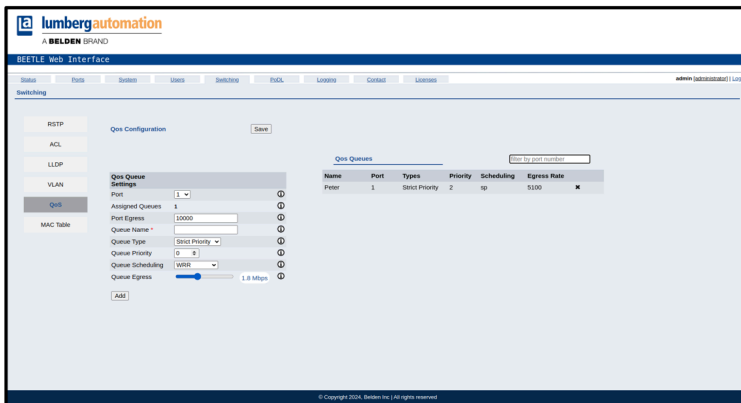 la lumbergautomation
A BELDEN BRAND
BEETLE Web Interface
Status Ports System Users Switching PoDL Logging Contact Licenses admin [administrator] | Log
Switching
RSTP
ACL
LLDP
VLAN
QoS
MAC Table
Qos Configuration Save
Qos Queue
Settings
Port 1
Assigned Queues 1
Port Egress 10000
Queue Name *
Queue Type Strict Priority
Queue Priority 0
Queue Scheduling WRR
Queue Egress 1.8 Mbps
Add
Qos Queues filter by port number
Name Port Types Priority Scheduling Egress Rate
Peter 1 Strict Priority 2 sp 5100 ✖
© Copyright 2024, Belden Inc | All rights reserved